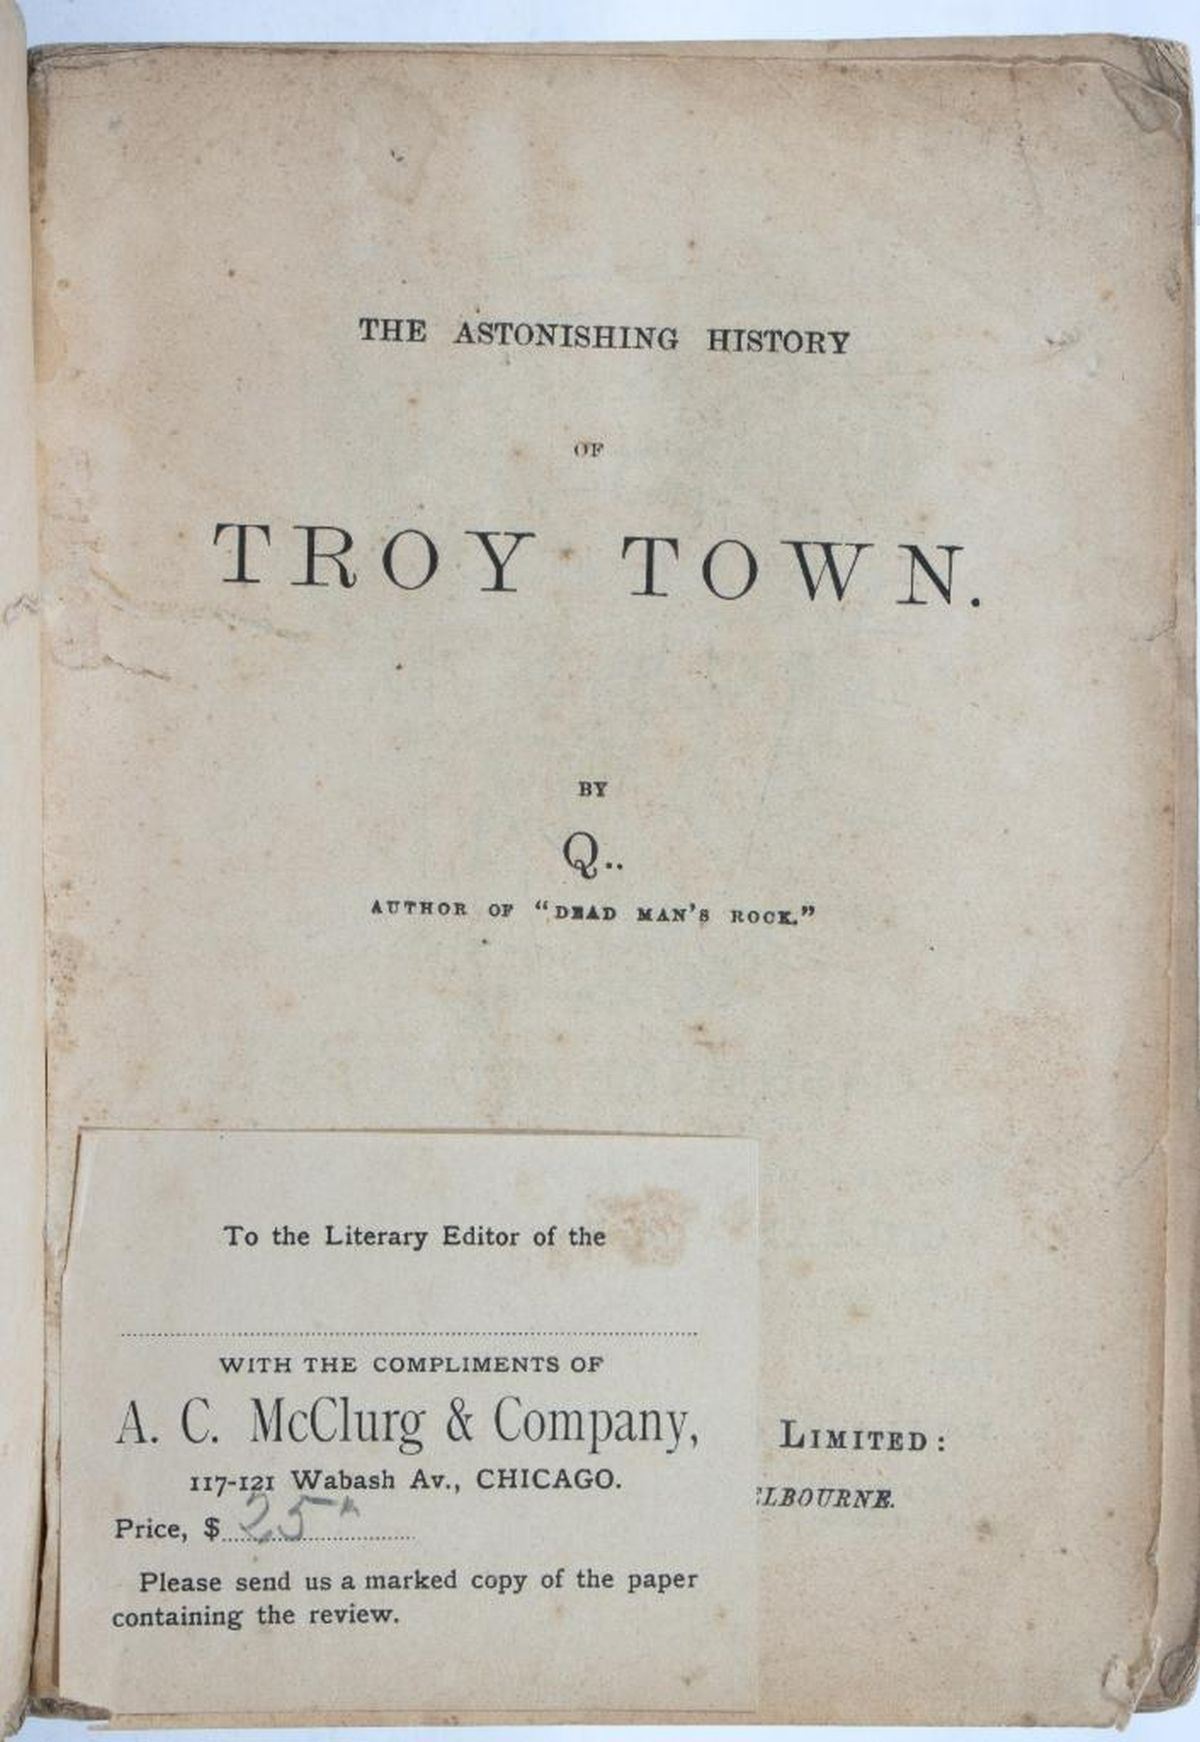 THE ASTONISHING HISTORY
OF
TROY TOWN.
BY
Q..
AUTHOR OF "DEAD MAN'S ROCK."
To the Literary Editor of the
WITH THE COMPLIMENTS OF
A. C. McClurg & Company,
117-121 Wabash Av., CHICAGO.
Price, $ 25
Please send us a marked copy of the paper
containing the review.
LIMITED:
LBOURNE.